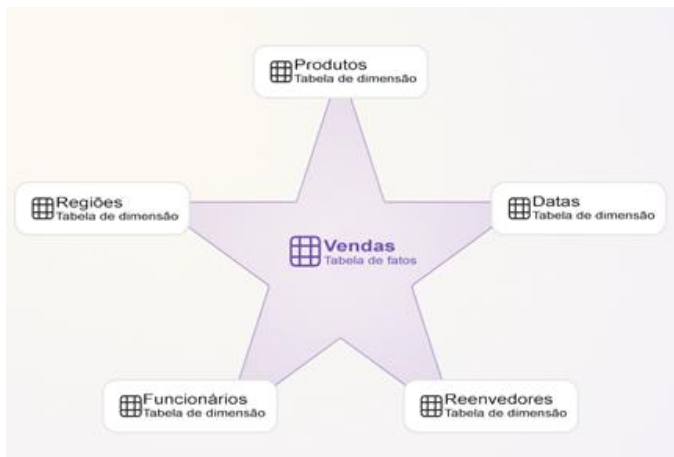 Produtos
Tabela de dimensão
Regiões
Tabela de dimensão
Datas
Tabela de dimensão
Vendas
Tabela de fatos
Funcionários
Tabela de dimensão
Reenvedores
Tabela de dimensão